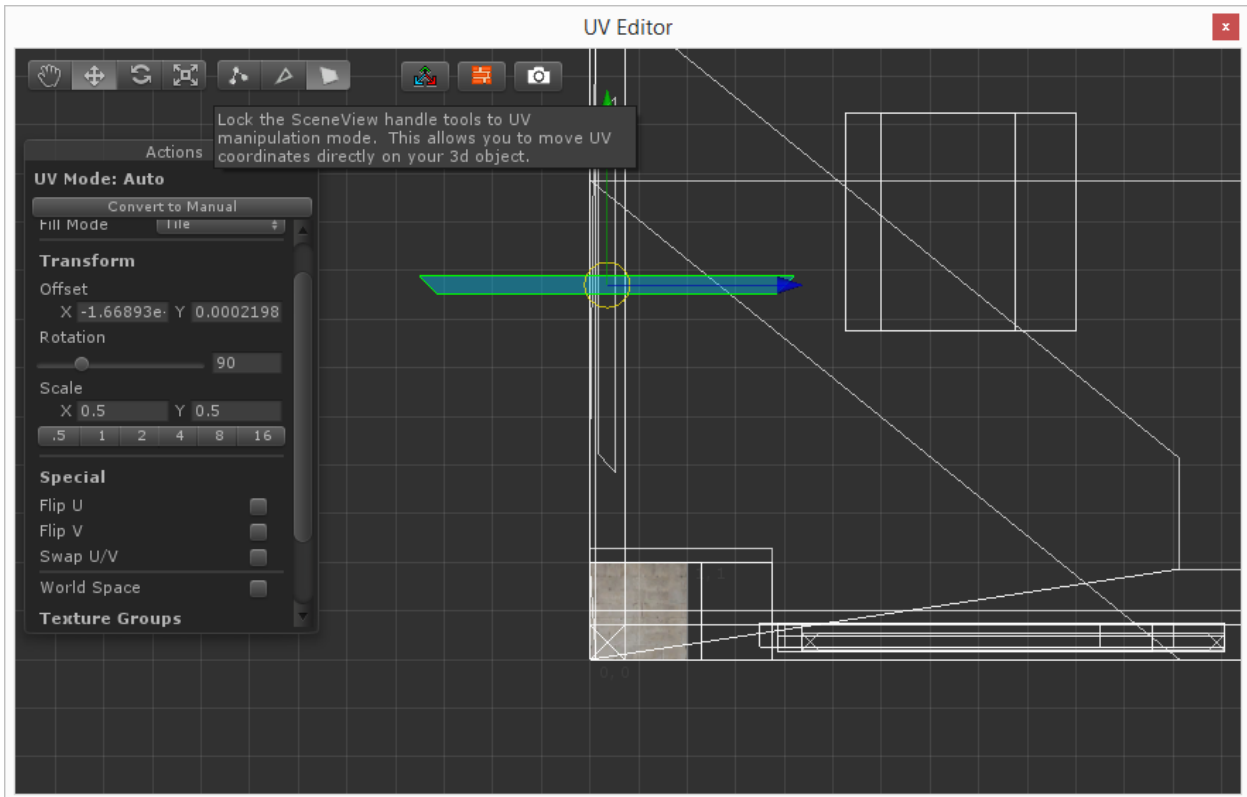 UV Editor
x
Lock the SceneView handle tools to UV
manipulation mode. This allows you to move UV
coordinates directly on your 3d object.
Actions
UV Mode: Auto
Convert to Manual
Fill Mode Tile
Transform
Offset
X -1.66893e- Y 0.0002198
Rotation
90
Scale
X 0.5 Y 0.5
.5 1 2 4 8 16
Special
Flip U
Flip V
Swap U/V
World Space
Texture Groups
1, 1
0, 0